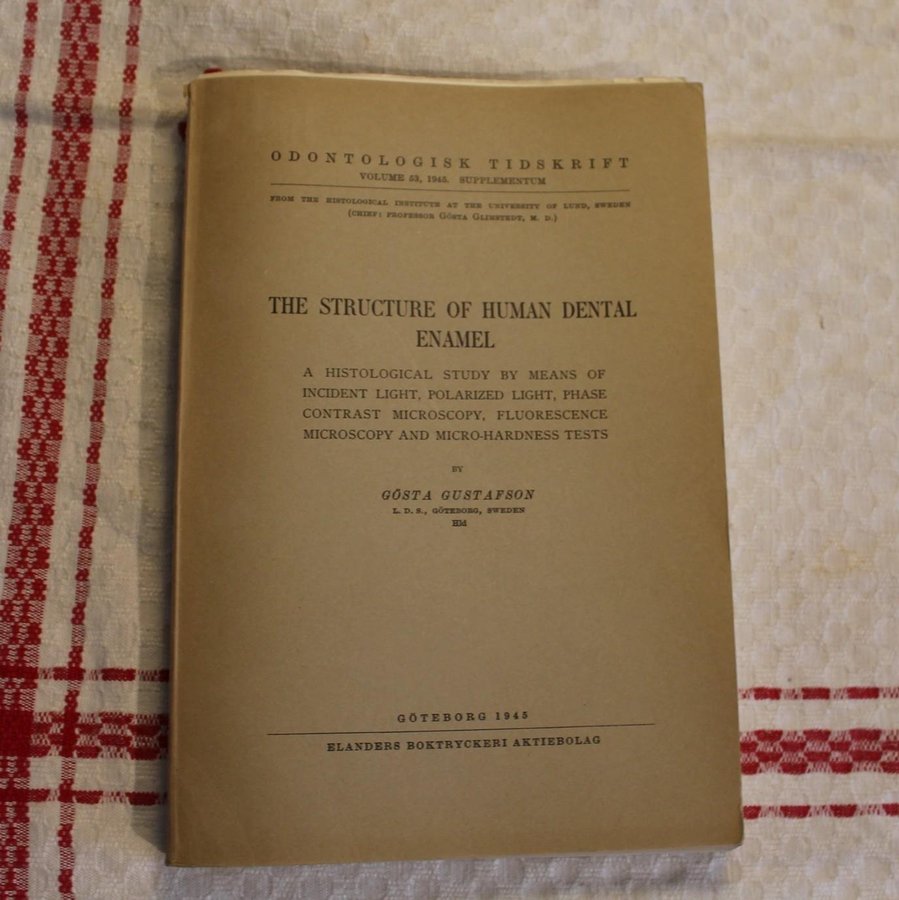 ODONTOLOGISK TIDSKRIFT
VOLUME 53, 1945. SUPPLEMENTUM
FROM THE HISTOLOGICAL INSTITUTE AT THE UNIVERSITY OF LUND, SWEDEN
(CHIEF: PROFESSOR GÖSTA GLIMSTEDT, M. D.)
THE STRUCTURE OF HUMAN DENTAL
ENAMEL
A HISTOLOGICAL STUDY BY MEANS OF
INCIDENT LIGHT, POLARIZED LIGHT, PHASE
CONTRAST MICROSCOPY, FLUORESCENCE
MICROSCOPY AND MICRO-HARDNESS TESTS
BY
GÖSTA GUSTAFSON
L. D. S., GÖTEBORG, SWEDEN
Hld
GÖTEBORG 1945
ELANDERS BOKTRYCKERI AKTIEBOLAG